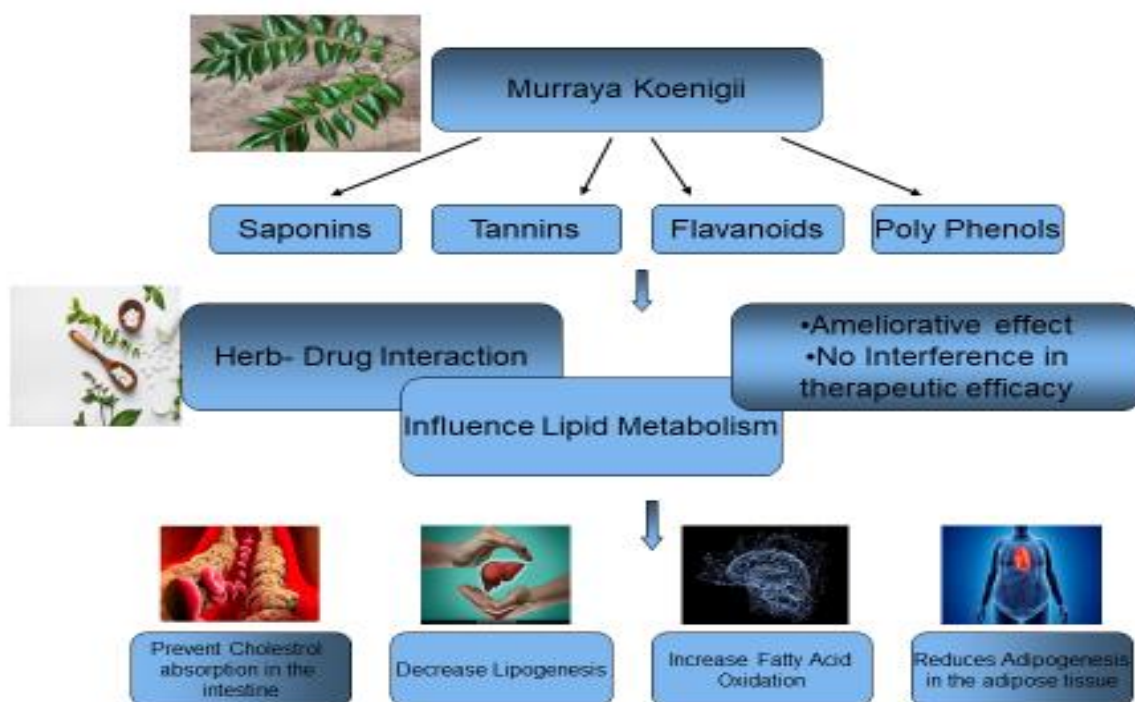 Murraya Koenigii
Saponins
Tannins
Flavanoids
Poly Phenols
Herb- Drug Interaction
•Ameliorative effect
•No Interference in
therapeutic efficacy
Influence Lipid Metabolism
Prevent Cholestrol
absorption in the
intestine
Decrease Lipogenesis
Increase Fatty Acid
Oxidation
Reduces Adipogenesis
in the adipose tissue